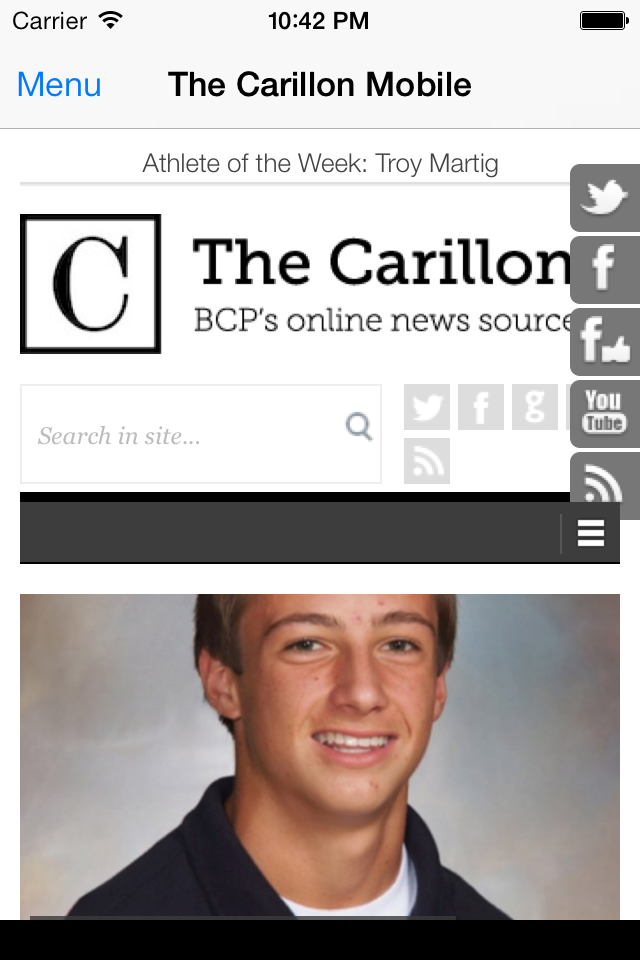 Carrier 10:42 PM
Menu The Carillon Mobile
Athlete of the Week: Troy Martig
C The Carillon
BCP's online news source
Search in site...
You
Tube